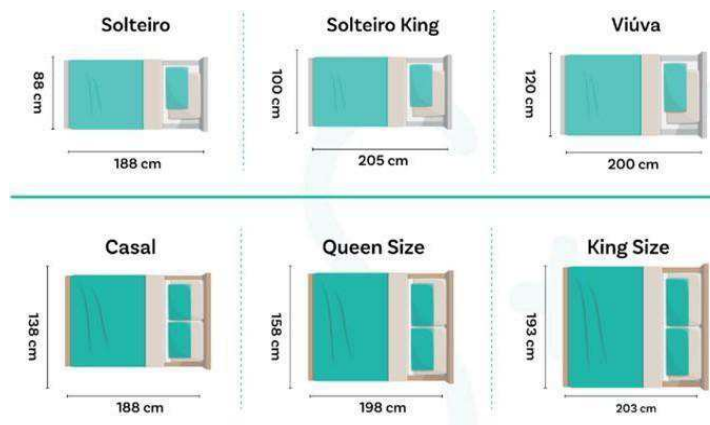 Solteiro
88 cm
188 cm
Solteiro King
100 cm
205 cm
Viúva
120 cm
200 cm
Casal
138 cm
188 cm
Queen Size
158 cm
198 cm
King Size
193 cm
203 cm